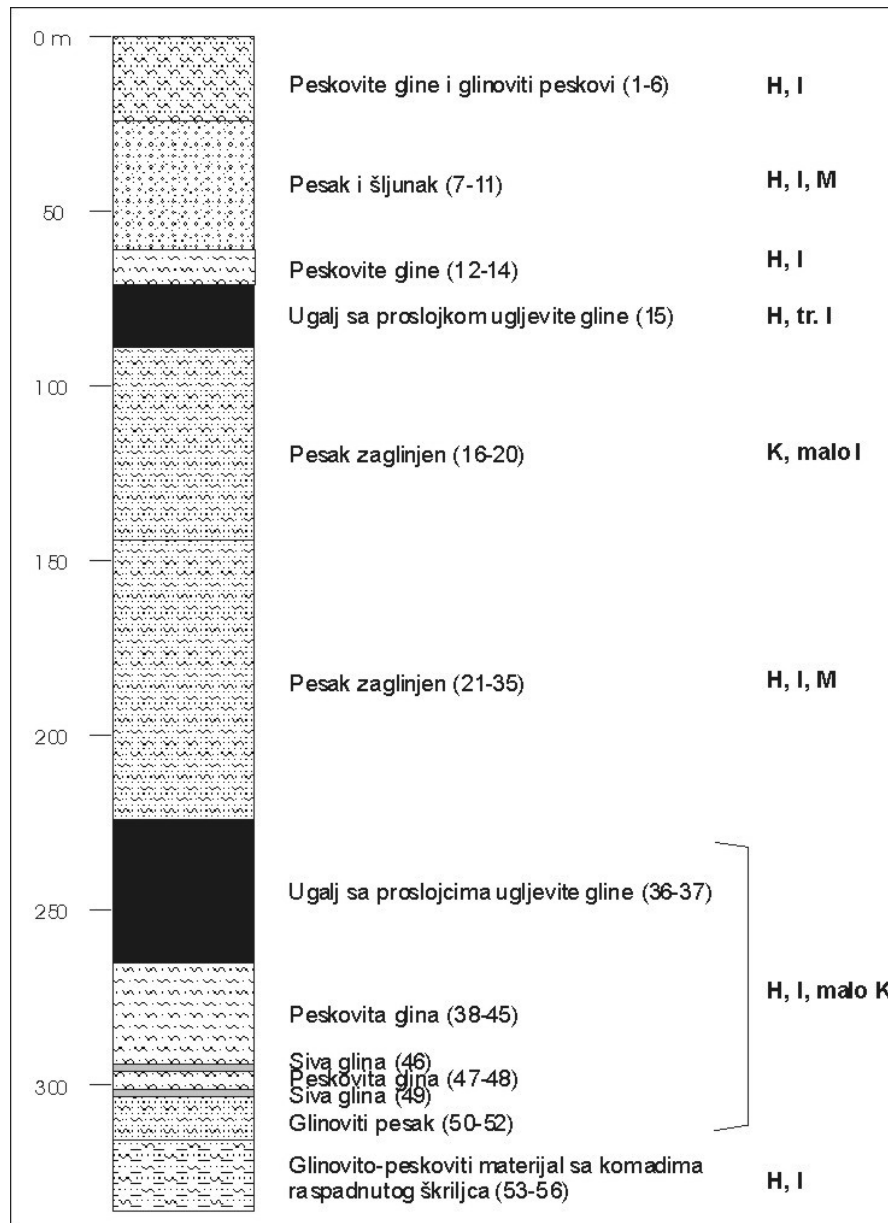 0 m
Peskovite gline i glinoviti peskovi (1-6) H, I
Pesak i šljunak (7-11) H, I, M
50
Peskovite gline (12-14) H, I
Ugalj sa proslojkom ugljevite gline (15) H, tr. I
100
Pesak zaglinjen (16-20) K, malo I
150
Pesak zaglinjen (21-35) H, I, M
200
Ugalj sa proslojcima ugljevite gline (36-37)
250
H, I, malo K
Peskovita glina (38-45)
Siva glina (46)
Peskovita glina (47-48)
300
Siva glina (49)
Glinoviti pesak (50-52)
Glinovito-peskoviti materijal sa komadima
raspadnutog škriljca (53-56) H, I